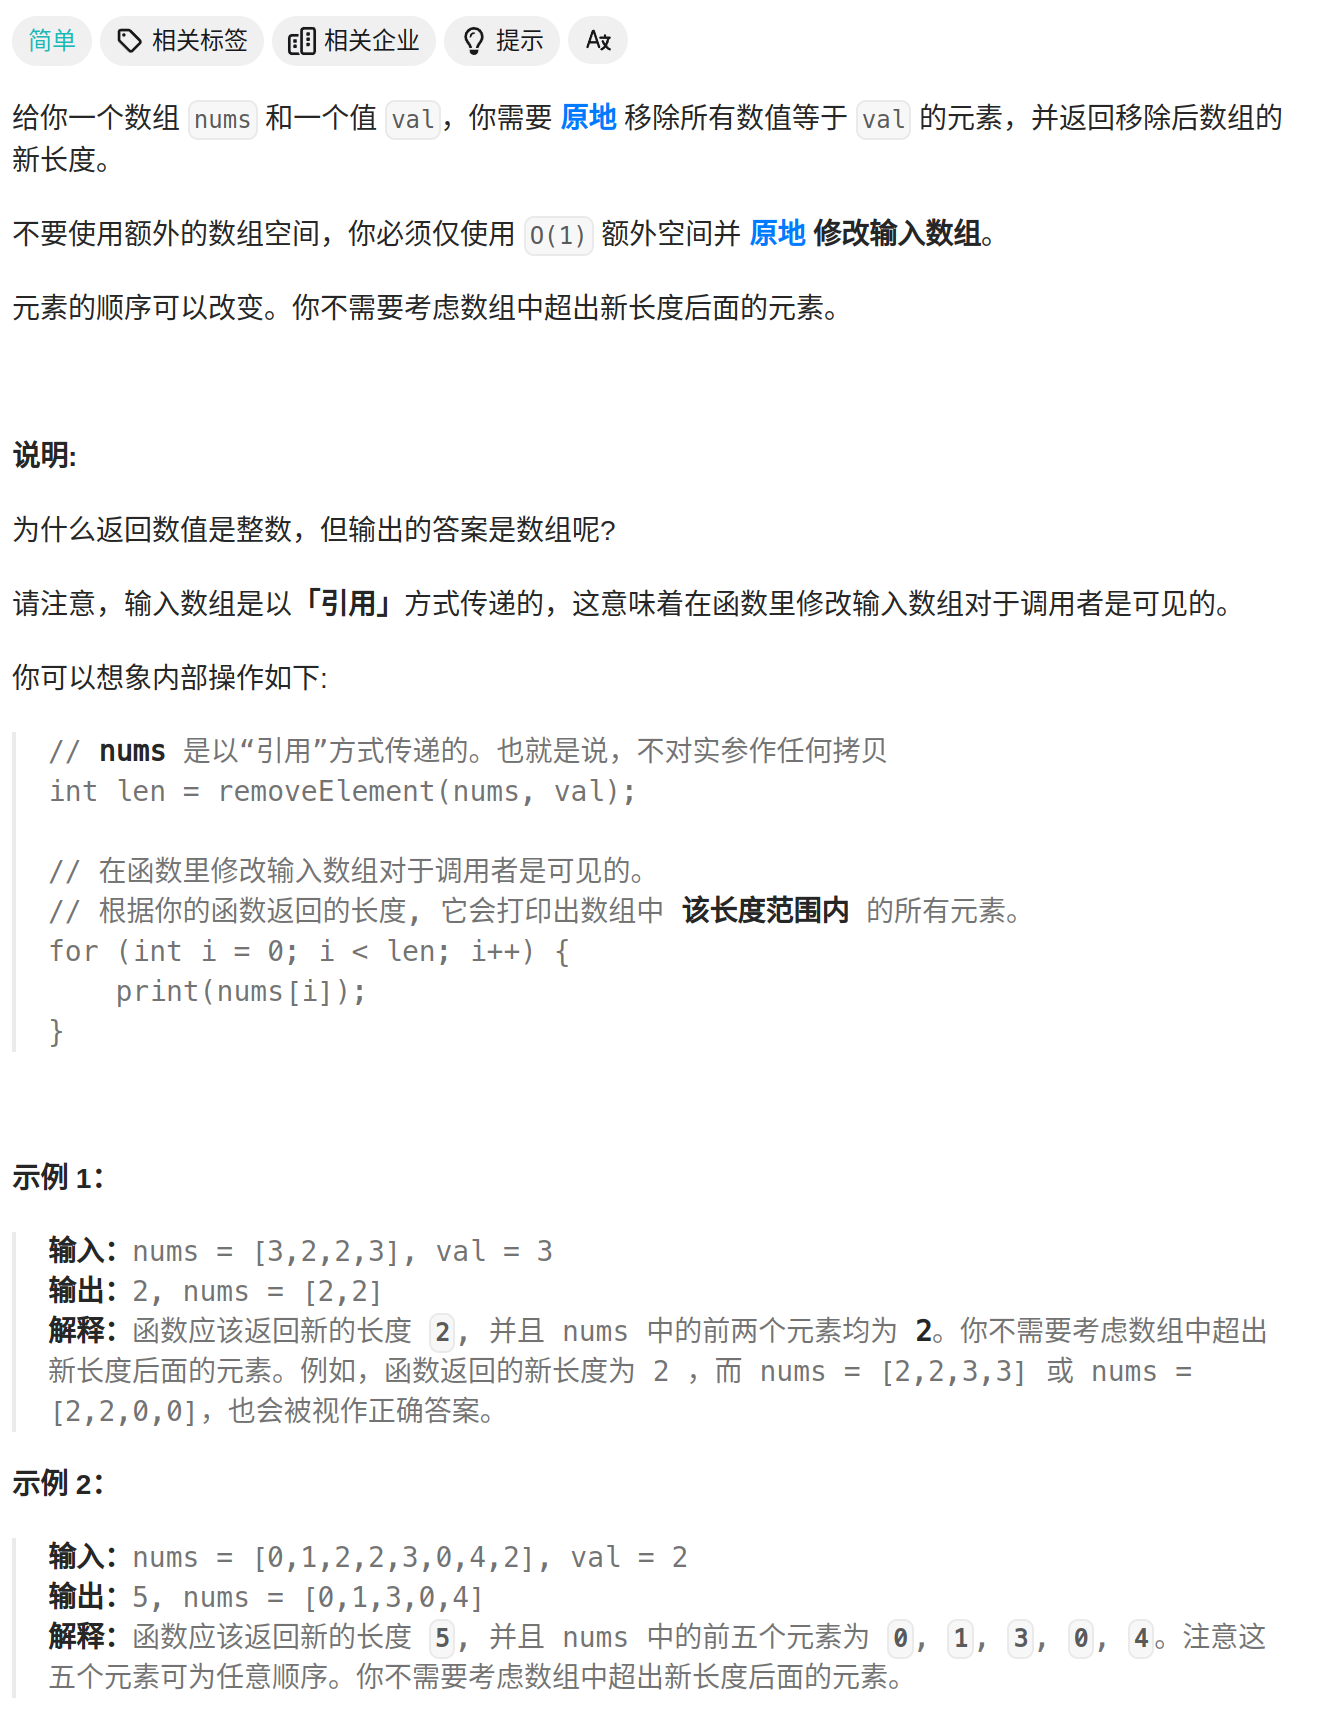 简单 相关标签 相关企业 提示 A文
给你一个数组 nums 和一个值 val，你需要 原地 移除所有数值等于 val 的元素，并返回移除后数组的
新长度。
不要使用额外的数组空间，你必须仅使用 O(1) 额外空间并 原地 修改输入数组。
元素的顺序可以改变。你不需要考虑数组中超出新长度后面的元素。
说明:
为什么返回数值是整数，但输出的答案是数组呢?
请注意，输入数组是以「引用」方式传递的，这意味着在函数里修改输入数组对于调用者是可见的。
你可以想象内部操作如下:
// nums 是以“引用”方式传递的。也就是说，不对实参作任何拷贝
int len = removeElement(nums, val);
// 在函数里修改输入数组对于调用者是可见的。
// 根据你的函数返回的长度, 它会打印出数组中 该长度范围内 的所有元素。
for (int i = 0; i < len; i++) {
    print(nums[i]);
}
示例 1：
输入：nums = [3,2,2,3], val = 3
输出：2, nums = [2,2]
解释：函数应该返回新的长度 2, 并且 nums 中的前两个元素均为 2。你不需要考虑数组中超出
新长度后面的元素。例如，函数返回的新长度为 2 ，而 nums = [2,2,3,3] 或 nums =
[2,2,0,0]，也会被视作正确答案。
示例 2：
输入：nums = [0,1,2,2,3,0,4,2], val = 2
输出：5, nums = [0,1,3,0,4]
解释：函数应该返回新的长度 5, 并且 nums 中的前五个元素为 0, 1, 3, 0, 4。注意这
五个元素可为任意顺序。你不需要考虑数组中超出新长度后面的元素。